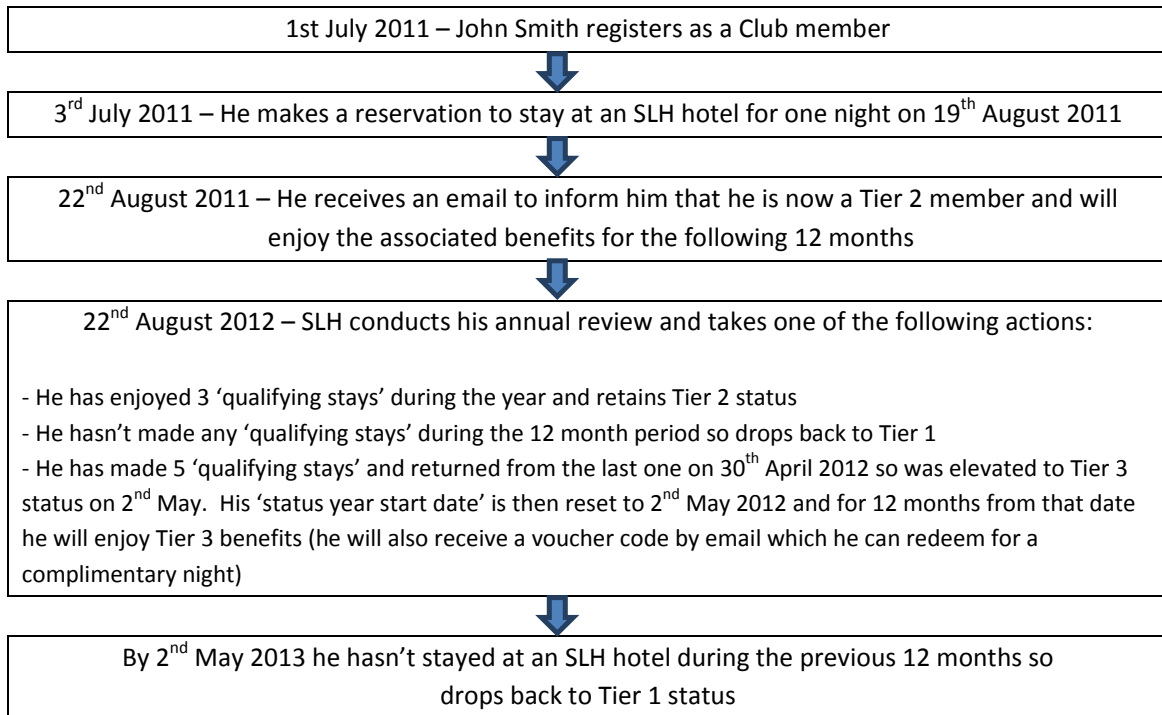 1st July 2011 – John Smith registers as a Club member
3rd July 2011 – He makes a reservation to stay at an SLH hotel for one night on 19th August 2011
22nd August 2011 – He receives an email to inform him that he is now a Tier 2 member and will
enjoy the associated benefits for the following 12 months
22nd August 2012 – SLH conducts his annual review and takes one of the following actions:
- He has enjoyed 3 ‘qualifying stays’ during the year and retains Tier 2 status
- He hasn’t made any ‘qualifying stays’ during the 12 month period so drops back to Tier 1
- He has made 5 ‘qualifying stays’ and returned from the last one on 30th April 2012 so was elevated to Tier 3
status on 2nd May.  His ‘status year start date’ is then reset to 2nd May 2012 and for 12 months from that date
he will enjoy Tier 3 benefits (he will also receive a voucher code by email which he can redeem for a
complimentary night)
By 2nd May 2013 he hasn’t stayed at an SLH hotel during the previous 12 months so
drops back to Tier 1 status